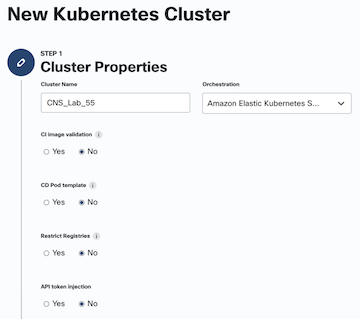 New Kubernetes Cluster
STEP 1
Cluster Properties
Cluster Name
Orchestration
CNS_Lab_55
Amazon Elastic Kubernetes S...
CI image validation i
Yes No
CD Pod template i
Yes No
Restrict Registries i
Yes No
API token injection
Yes No